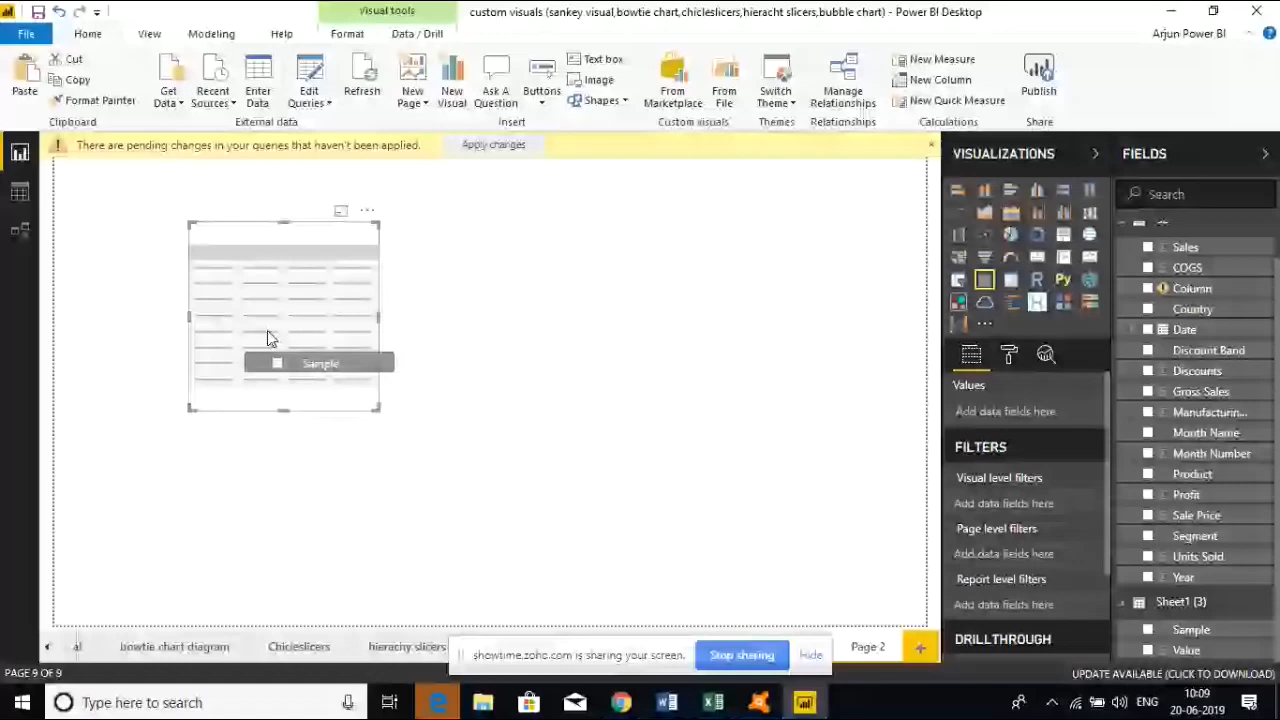 Visual tools
custom visuals (sankey visual,bowtie chart,chicleslicers,hieracht slicers,bubble chart) - Power BI Desktop
File Home View Modeling Help Format Data / Drill
Arjun Power BI
Paste
Cut
Copy
Format Painter
Clipboard
Get Data
Recent Sources
Enter Data
Edit Queries
Refresh
External data
New Page
New Visual
Ask A Question
Buttons
Text box
Image
Shapes
Insert
From Marketplace
From File
Custom visuals
Switch Theme
Themes
Manage Relationships
Relationships
New Measure
New Column
New Quick Measure
Calculations
Publish
Share
There are pending changes in your queries that haven't been applied.
Apply changes
Sample
VISUALIZATIONS
R
Py
R
Values
Add data fields here
FILTERS
Visual level filters
Add data fields here
Page level filters
Add data fields here
Report level filters
Add data fields here
DRILLTHROUGH
FIELDS
Search
Sales
COGS
Column
Country
Date
Discount Band
Discounts
Gross Sales
Manufacturin...
Month Name
Month Number
Product
Profit
Sale Price
Segment
Units Sold
Year
Sheet1 (3)
Sample
Value
al bowtie chart diagram Chicleslicers hierachy slicers Page 2
showtime.zoho.com is sharing your screen. Stop sharing Hide
PAGE 9 OF 9
UPDATE AVAILABLE (CLICK TO DOWNLOAD)
Type here to search
ENG
10:09
20-06-2019